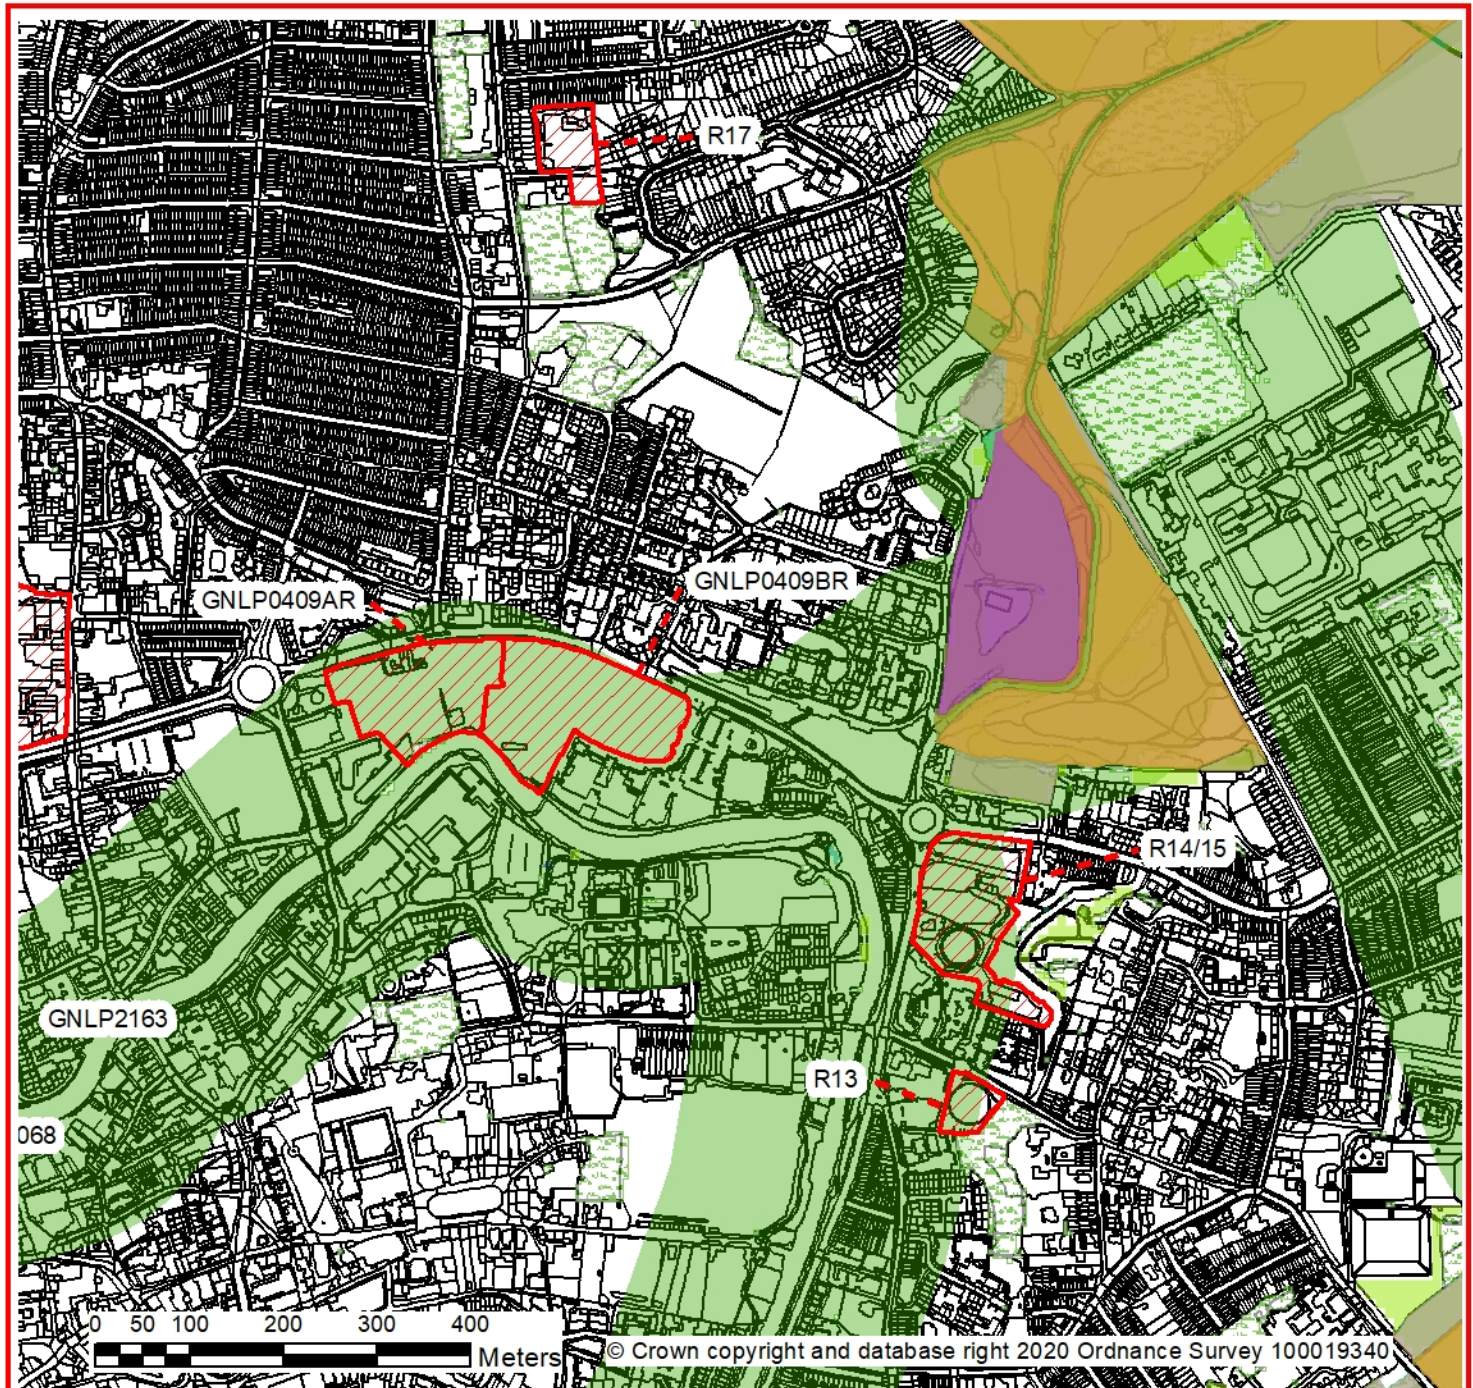 R17
GNLP0409BR
GNLP0409AR
R14/15
GNLP2163
R13
068
0 50 100 200 300 400
Meters
© Crown copyright and database right 2020 Ordnance Survey 100019340